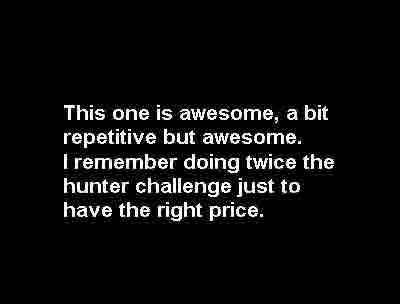 This one is awesome, a bit
repetitive but awesome.
I remember doing twice the
hunter challenge just to
have the right price.